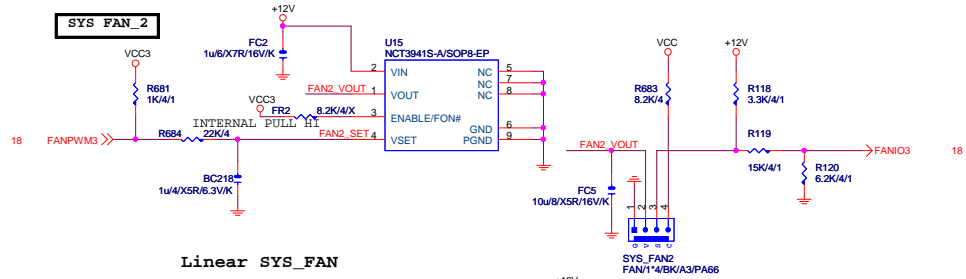 SYS FAN_2
+12V
VCC3
FC2
1u/6/X7R/16V/K
U15
NCT3941S-A/SOP8-EP
2 VIN
FAN2_VOUT 1 VOUT
3 ENABLE/FON#
FAN2_SET 4 VSET
NC 5
NC 7
NC 8
GND 6
PGND 9
R681
1K/4/1
VCC3
FR2 8.2K/4/X
INTERNAL PULL HI
18 FANPWM3
R684 22K/4
BC218
1u/4/X5R/6.3V/K
VCC
+12V
R683
8.2K/4
R118
3.3K/4/1
FAN2_VOUT
R119
15K/4/1
FANIO3 18
R120
6.2K/4/1
FC5
10u/8/X5R/16V/K
1 2 3 4
G V S C
SYS_FAN2
FAN/1*4/BK/A3/PA66
Linear SYS_FAN